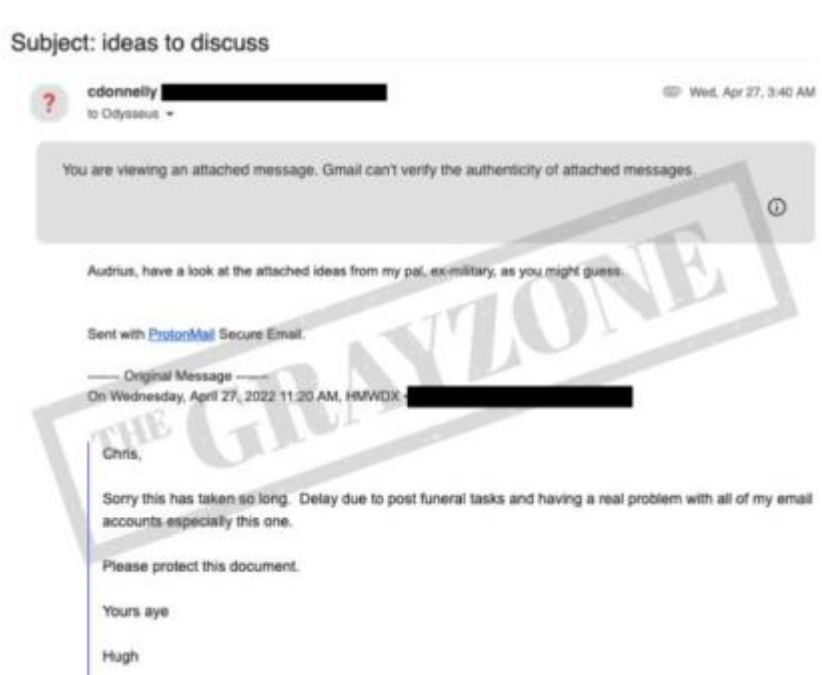 Subject: ideas to discuss
?
cdonnelly
Wed, Apr 27, 3:40 AM
to Odysseus
You are viewing an attached message. Gmail can't verify the authenticity of attached messages.
Audrius, have a look at the attached ideas from my pal, ex-military, as you might guess.
Sent with ProtonMail Secure Email.
------- Original Message -------
On Wednesday, April 27, 2022 11:20 AM, HMWDX <
Chris,
Sorry this has taken so long. Delay due to post funeral tasks and having a real problem with all of my email
accounts especially this one.
Please protect this document.
Yours aye
Hugh
THE GRAYZONE